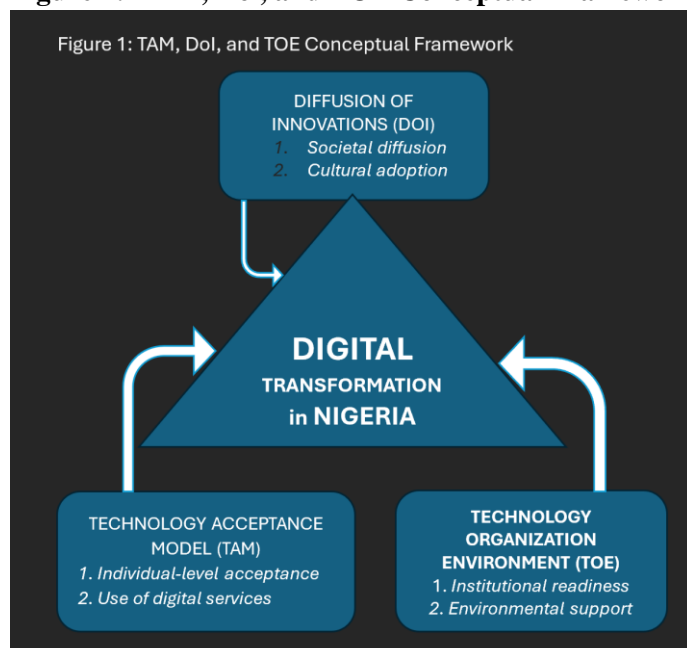 Figure 1: TAM, DoI, and TOE Conceptual Framework
DIFFUSION OF
INNOVATIONS (DOI)
1. Societal diffusion
2. Cultural adoption
DIGITAL
TRANSFORMATION
in NIGERIA
TECHNOLOGY ACCEPTANCE
MODEL (TAM)
1. Individual-level acceptance
2. Use of digital services
TECHNOLOGY
ORGANIZATION
ENVIRONMENT (TOE)
1. Institutional readiness
2. Environmental support